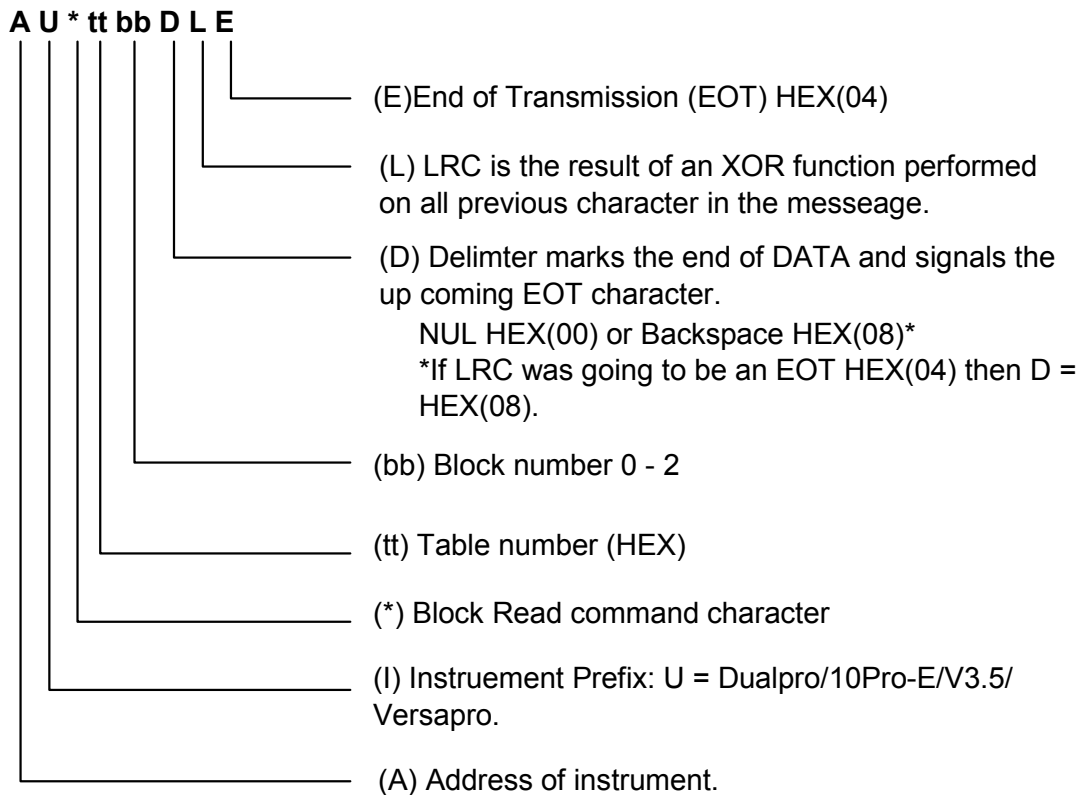 A U * tt bb D L E
(E)End of Transmission (EOT) HEX(04)
(L) LRC is the result of an XOR function performed
on all previous character in the messeage.
(D) Delimter marks the end of DATA and signals the
up coming EOT character.
NUL HEX(00) or Backspace HEX(08)*
*If LRC was going to be an EOT HEX(04) then D =
HEX(08).
(bb) Block number 0 - 2
(tt) Table number (HEX)
(*) Block Read command character
(I) Instruement Prefix: U = Dualpro/10Pro-E/V3.5/
Versapro.
(A) Address of instrument.